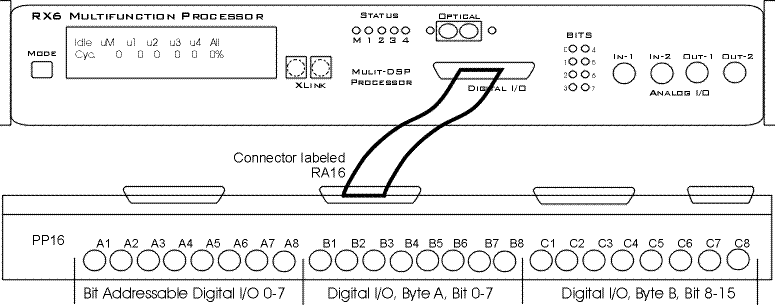 RX6 MULTIFUNCTION PROCESSOR
STATUS
OPTICAL
M 1 2 3 4
BITS
Idle uM u1 u2 u3 u4 All
Cyc. 0 0 0 0 0 0%
MODE
XLINK
MULIT-DSP
PROCESSOR
DIGITAL I/O
0 4
1 5
2 6
3 7
IN-1 IN-2 OUT-1 OUT-2
ANALOG I/O
Connector labeled
RA16
PP16
A1 A2 A3 A4 A5 A6 A7 A8 B1 B2 B3 B4 B5 B6 B7 B8 C1 C2 C3 C4 C5 C6 C7 C8
Bit Addressable Digital I/O 0-7
Digital I/O, Byte A, Bit 0-7
Digital I/O, Byte B, Bit 8-15